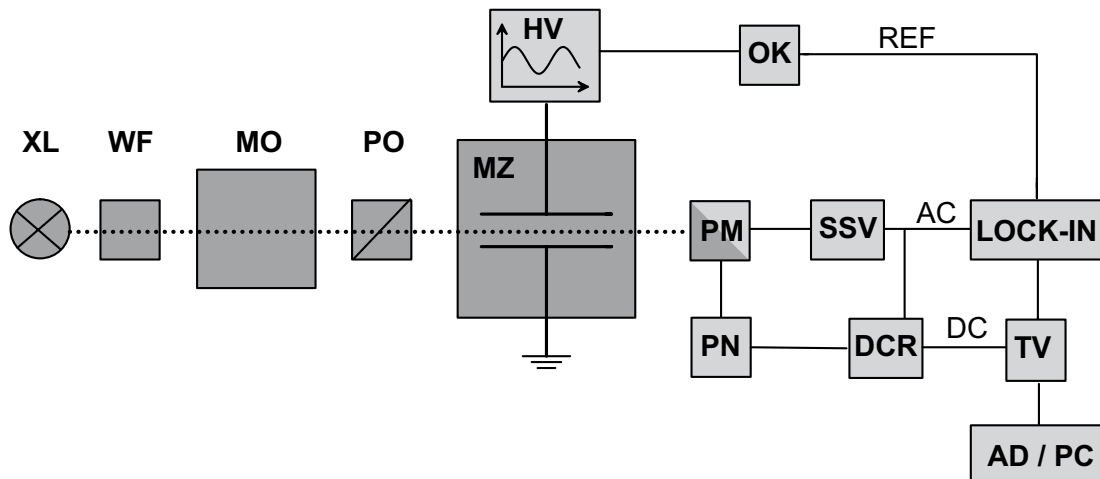 HV
OK
REF
XL
WF
MO
PO
MZ
PM
SSV
AC
LOCK-IN
PN
DCR
DC
TV
AD / PC